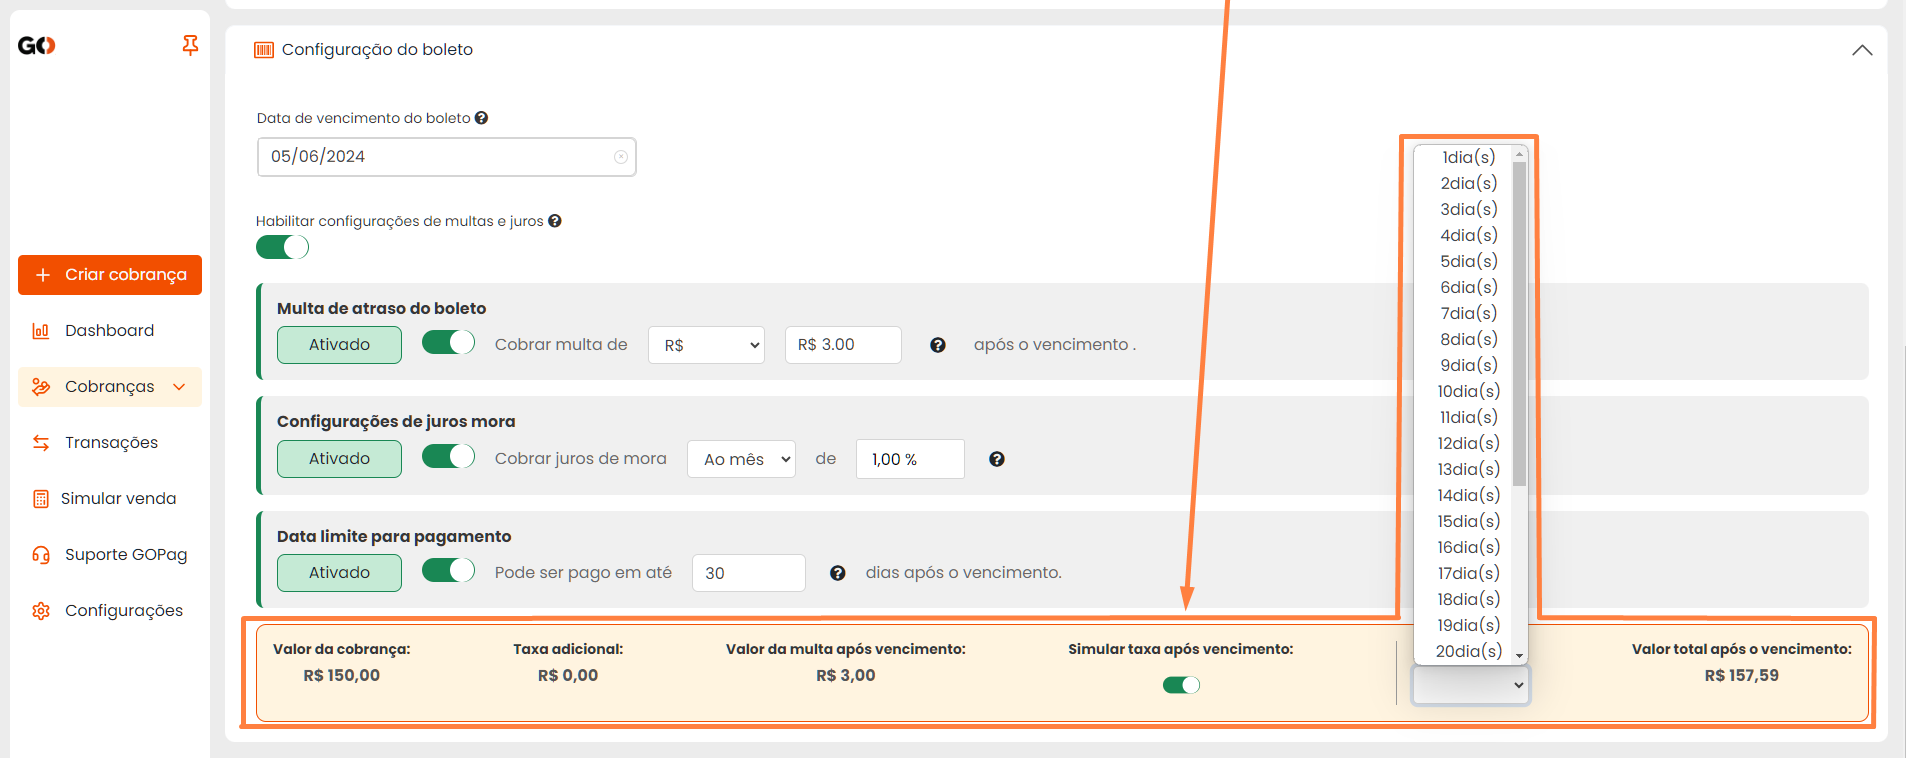 GO
Configuração do boleto
Data de vencimento do boleto
05/06/2024
Habilitar configurações de multas e juros
Criar cobrança
Dashboard
Cobranças
Transações
Simular venda
Suporte GOPag
Configurações
Multa de atraso do boleto
Ativado Cobrar multa de R$ R$ 3.00 após o vencimento .
Configurações de juros mora
Ativado Cobrar juros de mora Ao mês de 1,00 %
Data limite para pagamento
Ativado Pode ser pago em até 30 dias após o vencimento.
1dia(s)
2dia(s)
3dia(s)
4dia(s)
5dia(s)
6dia(s)
7dia(s)
8dia(s)
9dia(s)
10dia(s)
11dia(s)
12dia(s)
13dia(s)
14dia(s)
15dia(s)
16dia(s)
17dia(s)
18dia(s)
19dia(s)
20dia(s)
Valor da cobrança: Taxa adicional: Valor da multa após vencimento: Simular taxa após vencimento: Valor total após o vencimento:
R$ 150,00 R$ 0,00 R$ 3,00 R$ 157,59